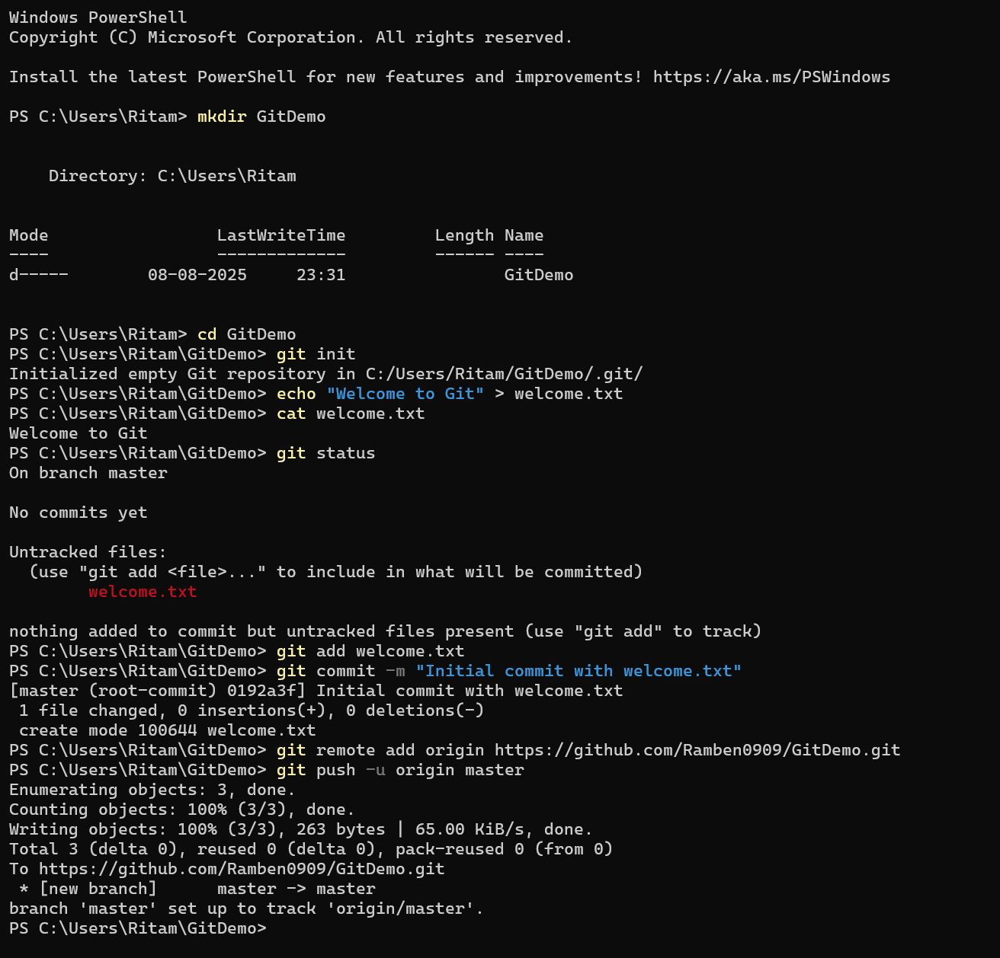 Windows PowerShell
Copyright (C) Microsoft Corporation. All rights reserved.
Install the latest PowerShell for new features and improvements! https://aka.ms/PSWindows
PS C:\Users\Ritam> mkdir GitDemo
    Directory: C:\Users\Ritam
Mode                 LastWriteTime         Length Name
----                 -------------         ------ ----
d-----        08-08-2025     23:31                GitDemo
PS C:\Users\Ritam> cd GitDemo
PS C:\Users\Ritam\GitDemo> git init
Initialized empty Git repository in C:/Users/Ritam/GitDemo/.git/
PS C:\Users\Ritam\GitDemo> echo "Welcome to Git" > welcome.txt
PS C:\Users\Ritam\GitDemo> cat welcome.txt
Welcome to Git
PS C:\Users\Ritam\GitDemo> git status
On branch master
No commits yet
Untracked files:
  (use "git add <file>..." to include in what will be committed)
        welcome.txt
nothing added to commit but untracked files present (use "git add" to track)
PS C:\Users\Ritam\GitDemo> git add welcome.txt
PS C:\Users\Ritam\GitDemo> git commit -m "Initial commit with welcome.txt"
[master (root-commit) 0192a3f] Initial commit with welcome.txt
 1 file changed, 0 insertions(+), 0 deletions(-)
 create mode 100644 welcome.txt
PS C:\Users\Ritam\GitDemo> git remote add origin https://github.com/Ramben0909/GitDemo.git
PS C:\Users\Ritam\GitDemo> git push -u origin master
Enumerating objects: 3, done.
Counting objects: 100% (3/3), done.
Writing objects: 100% (3/3), 263 bytes | 65.00 KiB/s, done.
Total 3 (delta 0), reused 0 (delta 0), pack-reused 0 (from 0)
To https://github.com/Ramben0909/GitDemo.git
 * [new branch]      master -> master
branch 'master' set up to track 'origin/master'.
PS C:\Users\Ritam\GitDemo>